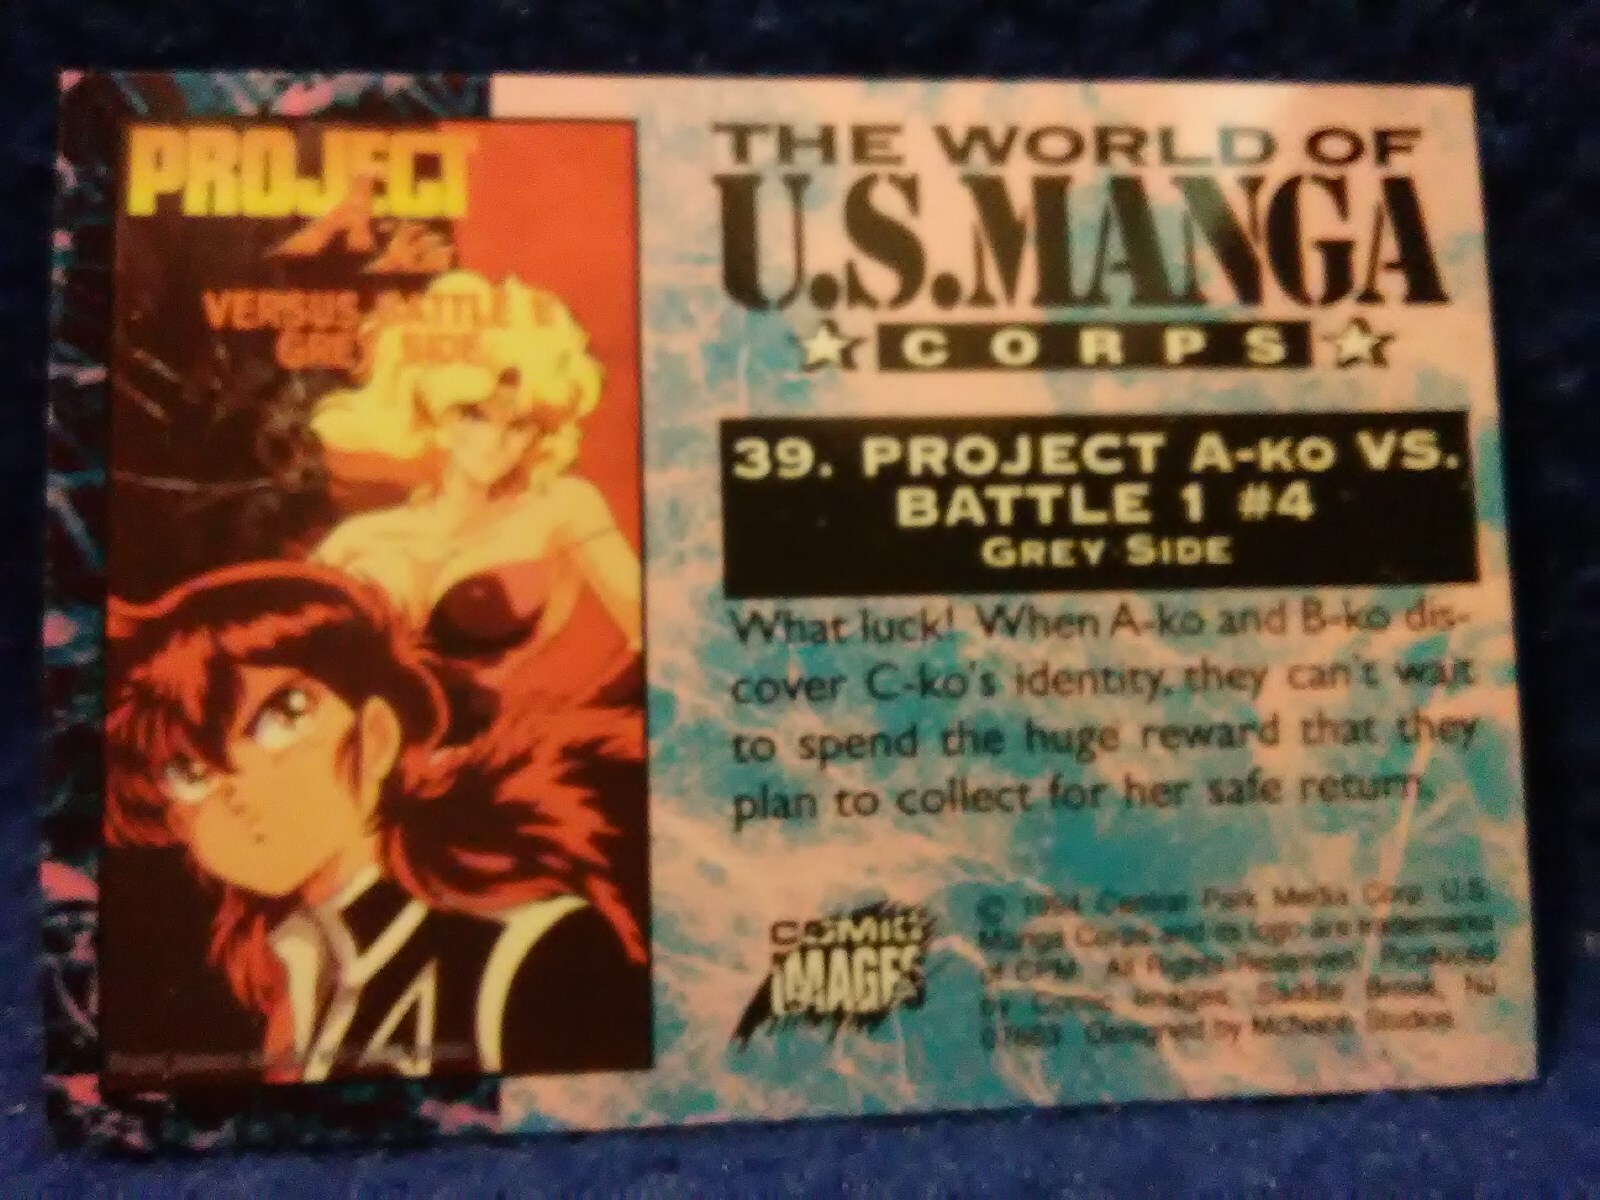 PROJECT
A-ko
VERSUS BATTLE 1
GREY SIDE
THE WORLD OF
U.S.MANGA
CORPS
39. PROJECT A-KO VS.
BATTLE 1 #4
GREY SIDE
What luck! When A-ko and B-ko dis-
cover C-ko's identity, they can't wait
to spend the huge reward that they
plan to collect for her safe return.
COMIC
IMAGES
© 1994 Central Park Media Corp. U.S.
Manga Corps and its logo are trademarks
of CPM. All Rights Reserved. Produced
by Comic Images, Saddle Brook, NJ
07663 Designed by McNabb Studios
A